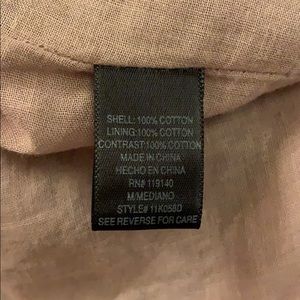 SHELL: 100% COTTON
LINING: 100% COTTON
CONTRAST: 100% COTTON
MADE IN CHINA
HECHO EN CHINA
RN# 119140
M/MEDIANO
STYLE# 11K058D
SEE REVERSE FOR CARE